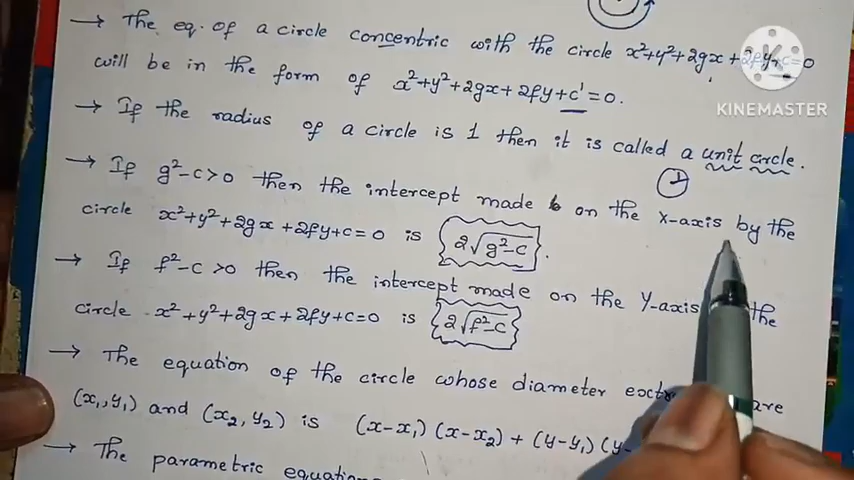 → The eq. of a circle concentric with the circle x²+y²+2gx+2fy+c=0
will be in the form of x²+y²+2gx+2fy+c'=0.
→ If the radius of a circle is 1 then it is called a unit circle.
→ If g²-c>0 then the intercept made on the x-axis by the
circle x²+y²+2gx+2fy+c=0 is 2√g²-c.
→ If f²-c>0 then the intercept made on the y-axis the
circle x²+y²+2gx+2fy+c=0 is 2√f²-c
→ The equation of the circle whose diameter are
(x₁,y₁) and (x₂,y₂) is (x-x₁)(x-x₂)+(y-y₁)(y-
→ The parametric equation
KINEMASTER